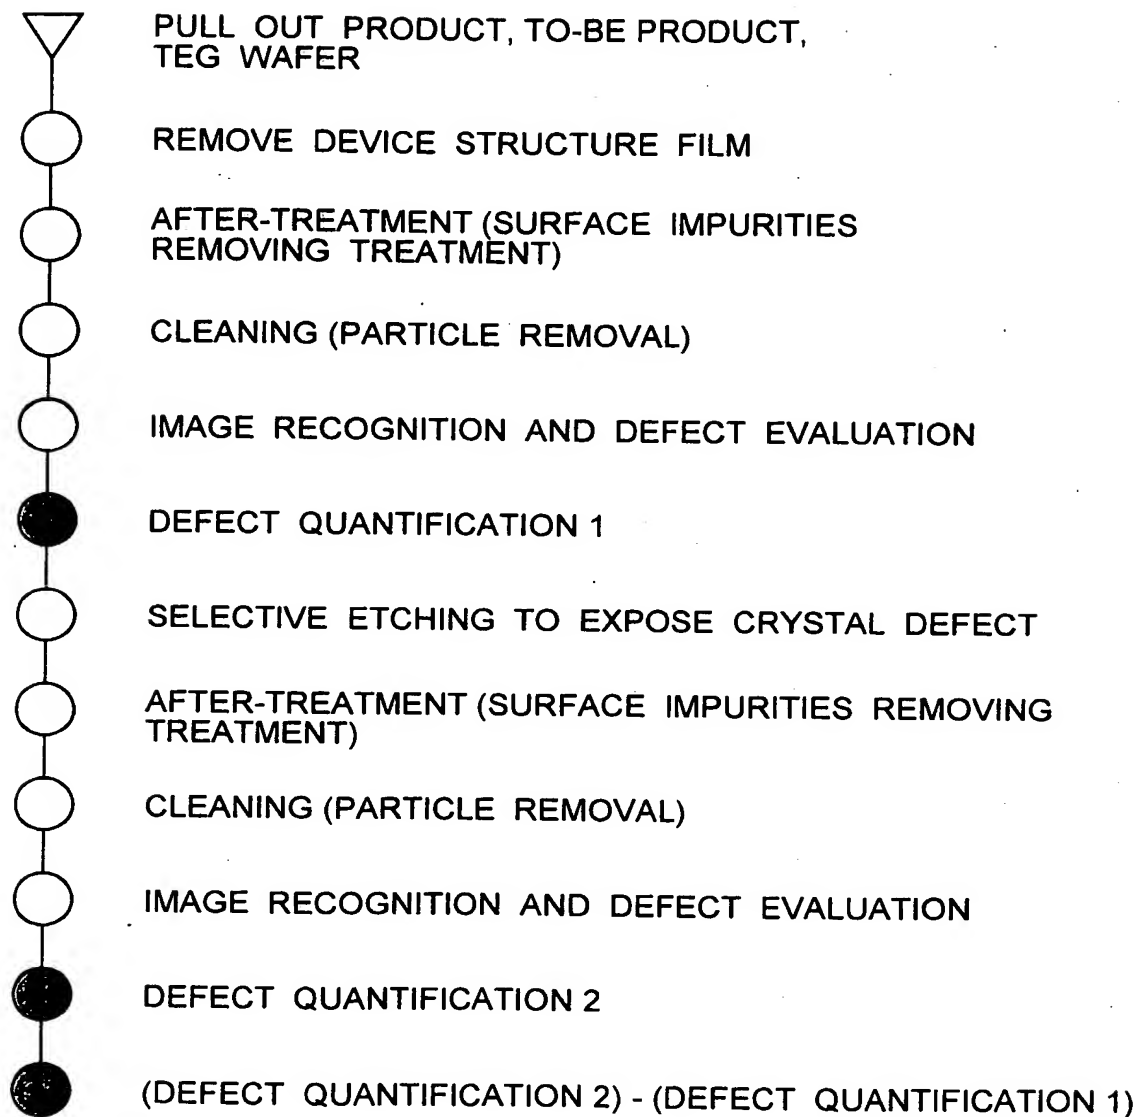 PULL OUT PRODUCT, TO-BE PRODUCT,
TEG WAFER
REMOVE DEVICE STRUCTURE FILM
AFTER-TREATMENT (SURFACE IMPURITIES
REMOVING TREATMENT)
CLEANING (PARTICLE REMOVAL)
IMAGE RECOGNITION AND DEFECT EVALUATION
DEFECT QUANTIFICATION 1
SELECTIVE ETCHING TO EXPOSE CRYSTAL DEFECT
AFTER-TREATMENT (SURFACE IMPURITIES REMOVING
TREATMENT)
CLEANING (PARTICLE REMOVAL)
IMAGE RECOGNITION AND DEFECT EVALUATION
DEFECT QUANTIFICATION 2
(DEFECT QUANTIFICATION 2) - (DEFECT QUANTIFICATION 1)